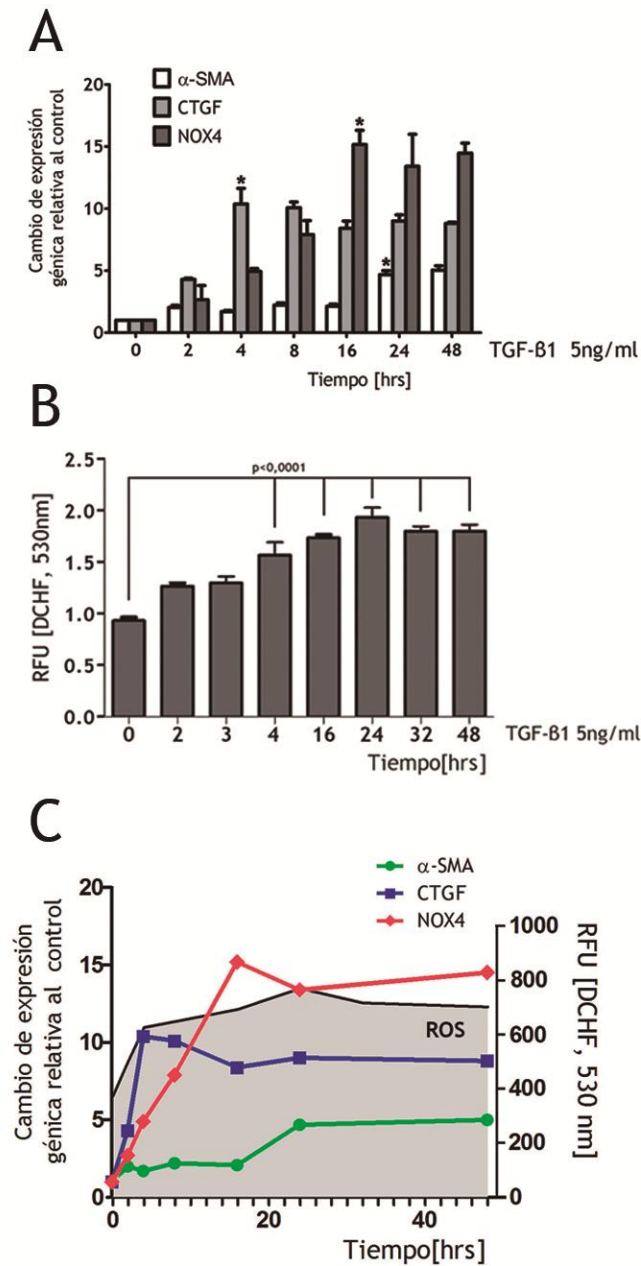 A
α-SMA
CTGF
NOX4
Cambio de expresión
génica relativa al control
20
15
10
5
0
*
*
*
0 2 4 8 16 24 48
TGF-ß1 5ng/ml
Tiempo [hrs]
B
p<0,0001
RFU [DCHF, 530nm]
2.5
2.0
1.5
1.0
0.5
0.0
0 2 3 4 16 24 32 48
TGF-ß1 5ng/ml
Tiempo[hrs]
C
α-SMA
CTGF
NOX4
Cambio de expresión
génica relativa al control
20
15
10
5
0
ROS
1000
800
600
400
200
0
RFU [DCHF, 530 nm]
0 20 40
Tiempo[hrs]